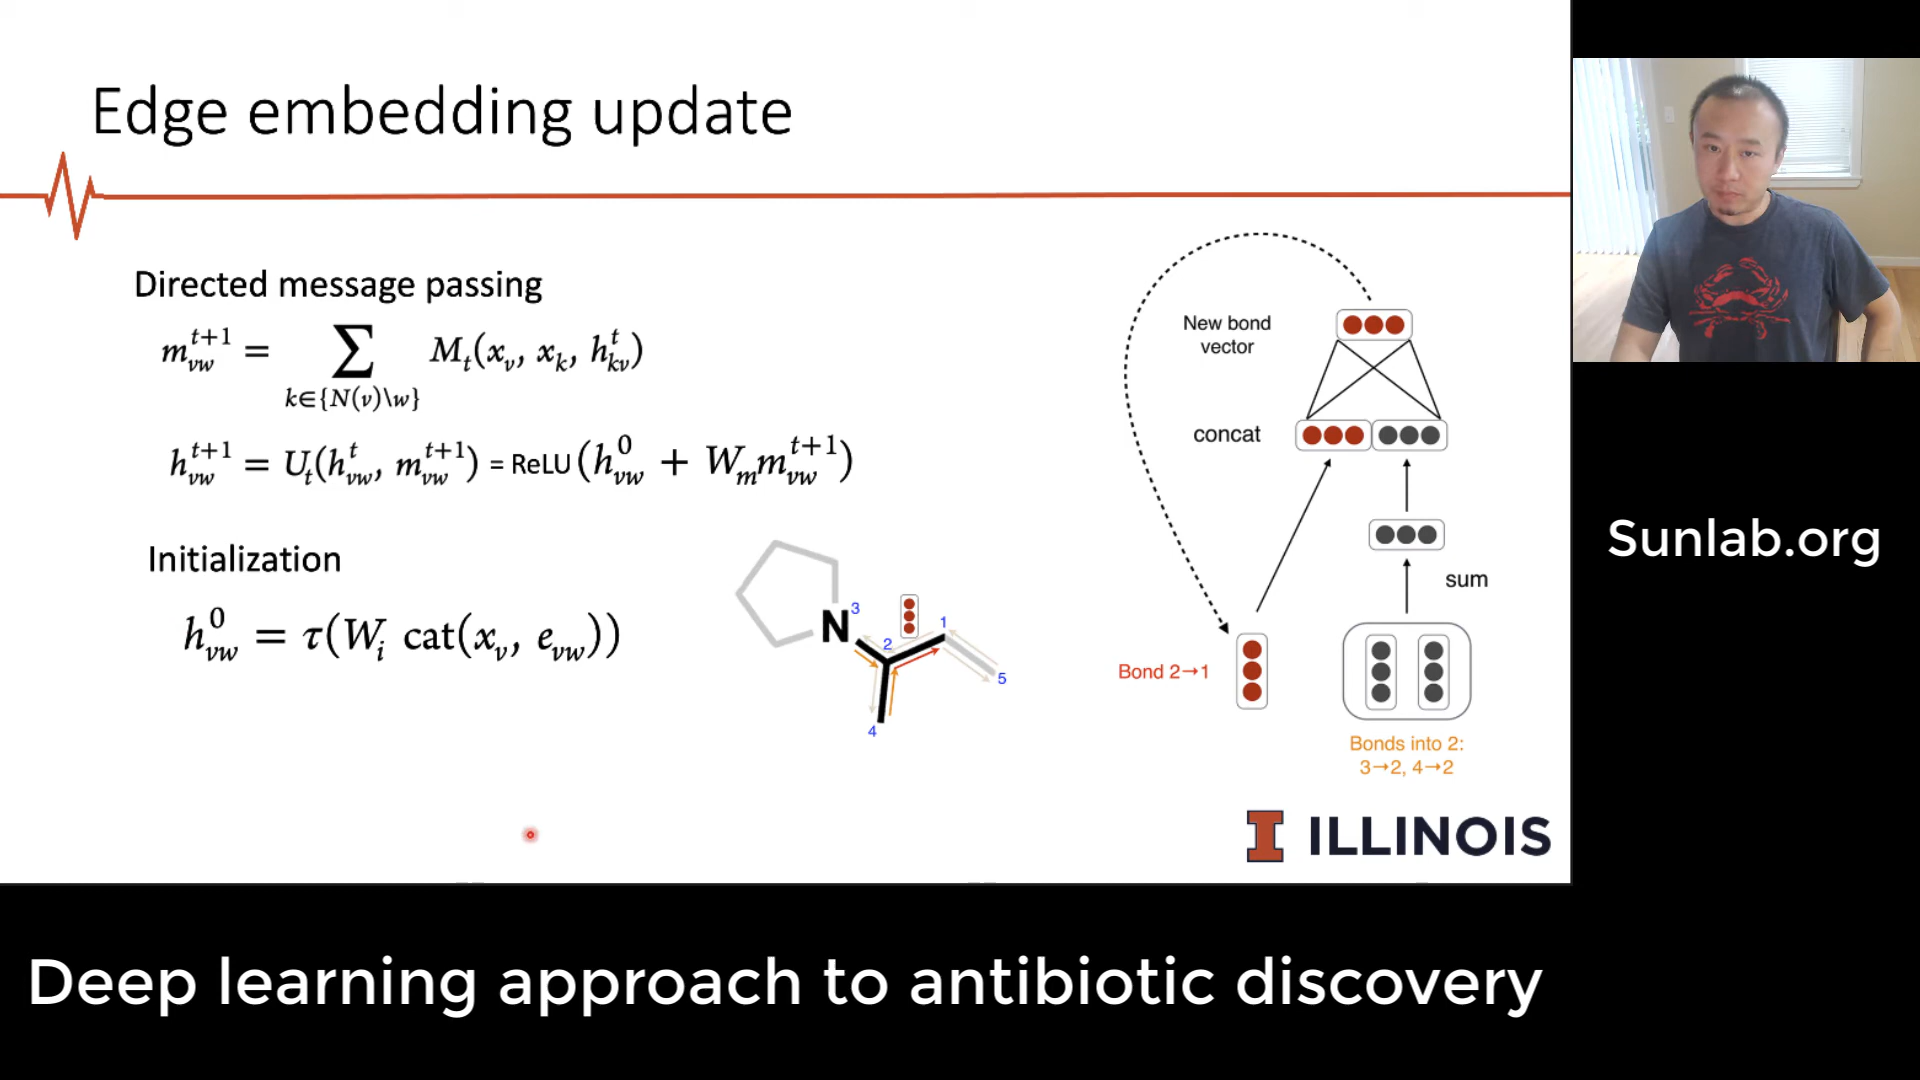 Edge embedding update
Directed message passing
m_{vw}^{t+1} = ∑_{k∈{N(v)\w}} M_t(x_v, x_k, h_{kv}^t)
h_{vw}^{t+1} = U_t(h_{vw}^t, m_{vw}^{t+1}) = ReLU(h_{vw}^0 + W_m m_{vw}^{t+1})
Initialization
h_{vw}^0 = τ(W_i cat(x_v, e_{vw}))
N
3
2
1
5
4
New bond
vector
concat
sum
Bond 2→1
Bonds into 2:
3→2, 4→2
I ILLINOIS
Sunlab.org
Deep learning approach to antibiotic discovery